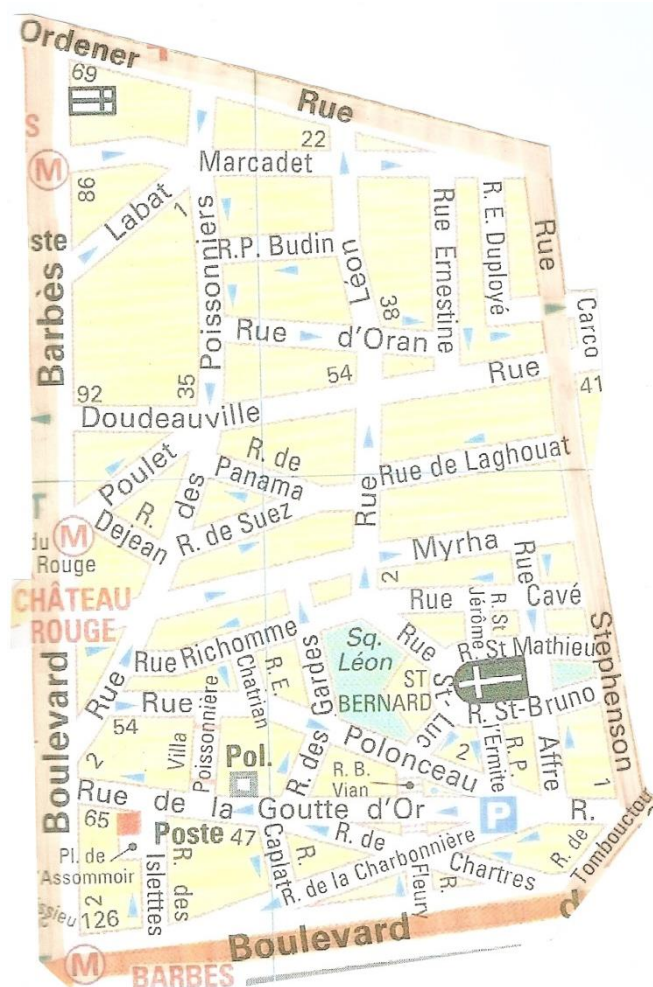 Ordener
Rue
69
22
Marcadet
M
86
Labat
1
Poissonniers
R.P. Budin
Léon
38
Rue Ernestine
R. E. Duployé
Rue
ste
Barbès
Rue d'Oran
Carco
35
54
92
Rue
41
Doudeauville
Poulet
R. de Panama
Rue de Laghouat
R. Dejean
des
R. de Suez
Rue
M
du
Rouge
CHÂTEAU
ROUGE
Myrha
2
Rue
Rue Cavé
R. St Jérôme
Rue Richomme
Sq.
Léon
Rue St-Luc
R. St Mathieu
Stephenson
Rue
R. E. Chatrian
R. des Gardes
ST
BERNARD
R. St-Bruno
Boulevard
54
Rue Polonceau
Villa Poissonnière
2
Pol.
R. B.
Vian
2
l'Ermite
R. P.
Affre
1
Rue de la Goutte d'Or
P
R.
65
Poste
47
R. de la Charbonnière
R. de Chartres
R. de Tombouctou
Pl. de
l'Assommoir
R. des Islettes
R. Caplat
R. Fleury
2
126
Boulevard
d
M
BARBÈS